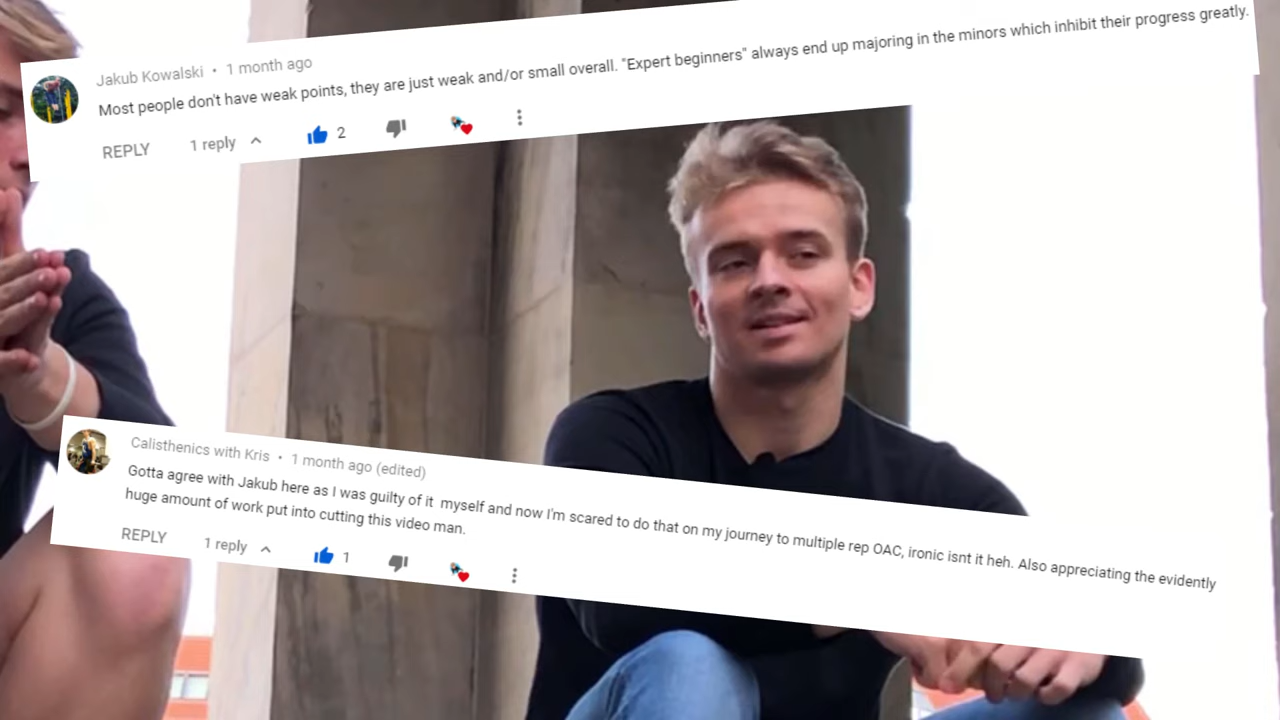 Jakub Kowalski • 1 month ago
Most people don't have weak points, they are just weak and/or small overall. "Expert beginners" always end up majoring in the minors which inhibit their progress greatly.
REPLY 1 reply 2
Calisthenics with Kris • 1 month ago (edited)
Gotta agree with Jakub here as I was guilty of it myself and now I'm scared to do that on my journey to multiple rep OAC, ironic isnt it heh. Also appreciating the evidently
huge amount of work put into cutting this video man.
REPLY 1 reply 1